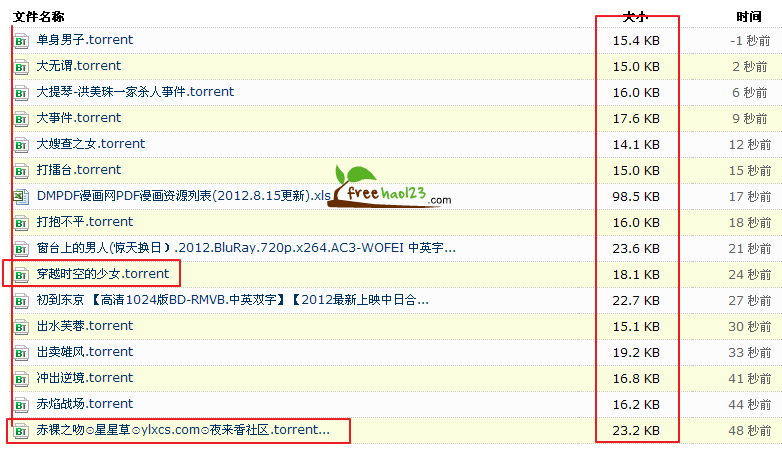 文件名称 大小 时间
单身男子.torrent 15.4 KB -1 秒前
大无谓.torrent 15.0 KB 2 秒前
大提琴-洪美珠一家杀人事件.torrent 16.0 KB 6 秒前
大事件.torrent 17.6 KB 9 秒前
大嫂查之女.torrent 14.1 KB 12 秒前
打擂台.torrent 15.0 KB 15 秒前
DMPDF漫画网PDF漫画资源列表(2012.8.15更新).xls 98.5 KB 17 秒前
freehao123.com
打抱不平.torrent 16.0 KB 18 秒前
窗台上的男人(惊天换日）.2012.BluRay.720p.x264.AC3-WOFEI 中英字... 23.6 KB 21 秒前
穿越时空的少女.torrent 18.1 KB 24 秒前
初到东京 【高清1024版BD-RMVB.中英双字】【2012最新上映中日合... 22.7 KB 27 秒前
出水芙蓉.torrent 15.1 KB 30 秒前
出卖雄风.torrent 19.2 KB 33 秒前
冲出逆境.torrent 16.8 KB 41 秒前
赤焰战场.torrent 16.2 KB 44 秒前
赤裸之吻☉星星草☉ylxcs.com☉夜来香社区.torrent... 23.2 KB 48 秒前